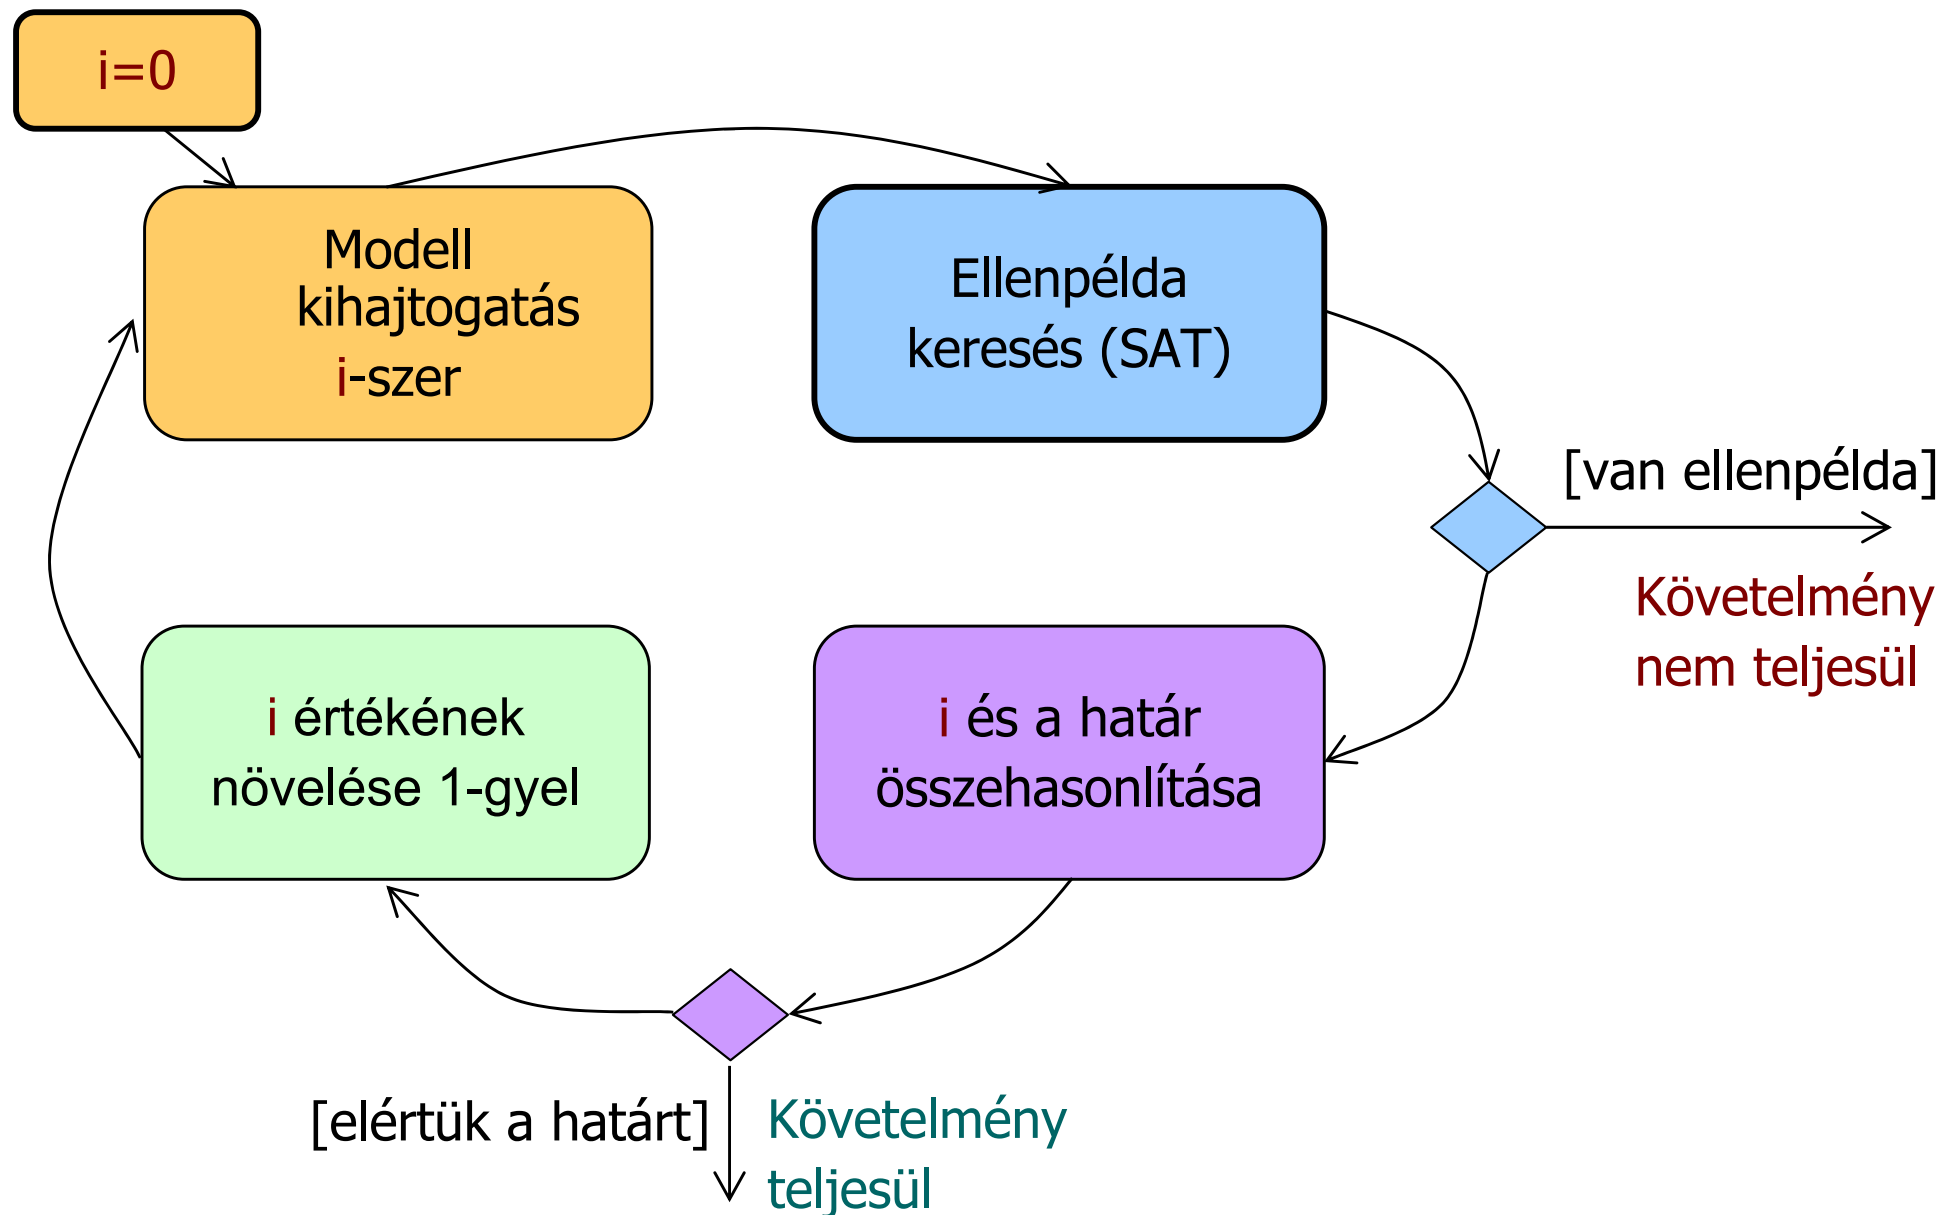 i=0
Modell
kihajtogatás
i-szer
Ellenpélda
keresés (SAT)
[van ellenpélda]
Követelmény
nem teljesül
i értékének
növelése 1-gyel
i és a határ
összehasonlítása
[elértük a határt]
Követelmény
teljesül